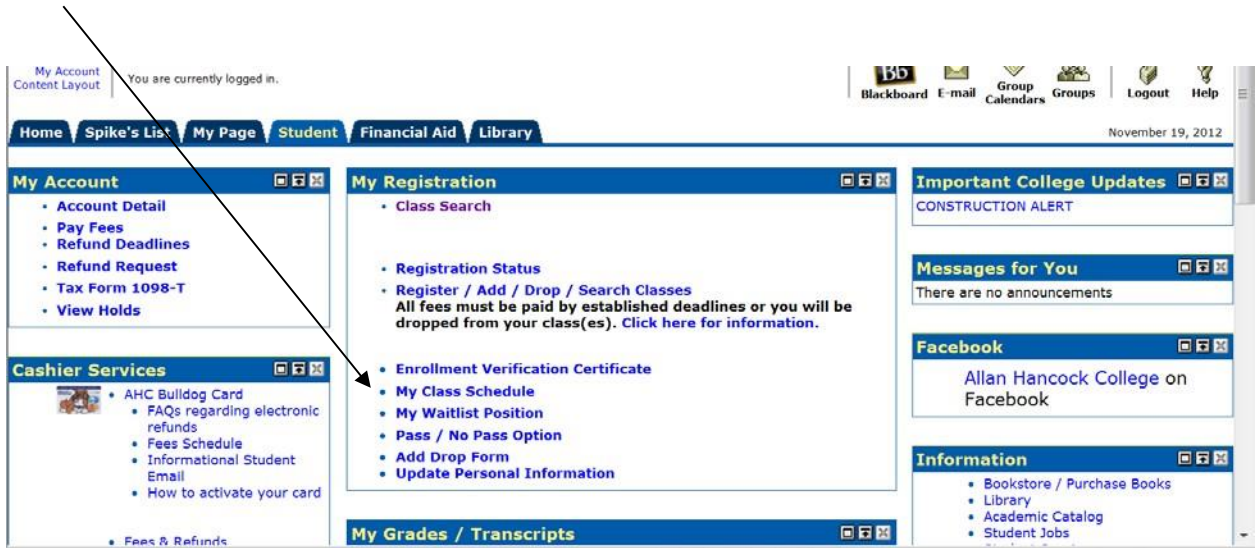 My Account
Content Layout
You are currently logged in.
Bb
Blackboard
E-mail
Group
Calendars
Groups
Logout
Help
Home
Spike's List
My Page
Student
Financial Aid
Library
November 19, 2012
My Account
Account Detail
Pay Fees
Refund Deadlines
Refund Request
Tax Form 1098-T
View Holds
Cashier Services
AHC Bulldog Card
FAQs regarding electronic
refunds
Fees Schedule
Informational Student
Email
How to activate your card
Fees & Refunds
My Registration
Class Search
Registration Status
Register / Add / Drop / Search Classes
All fees must be paid by established deadlines or you will be
dropped from your class(es). Click here for information.
Enrollment Verification Certificate
My Class Schedule
My Waitlist Position
Pass / No Pass Option
Add Drop Form
Update Personal Information
My Grades / Transcripts
Important College Updates
CONSTRUCTION ALERT
Messages for You
There are no announcements
Facebook
Allan Hancock College on
Facebook
Information
Bookstore / Purchase Books
Library
Academic Catalog
Student Jobs